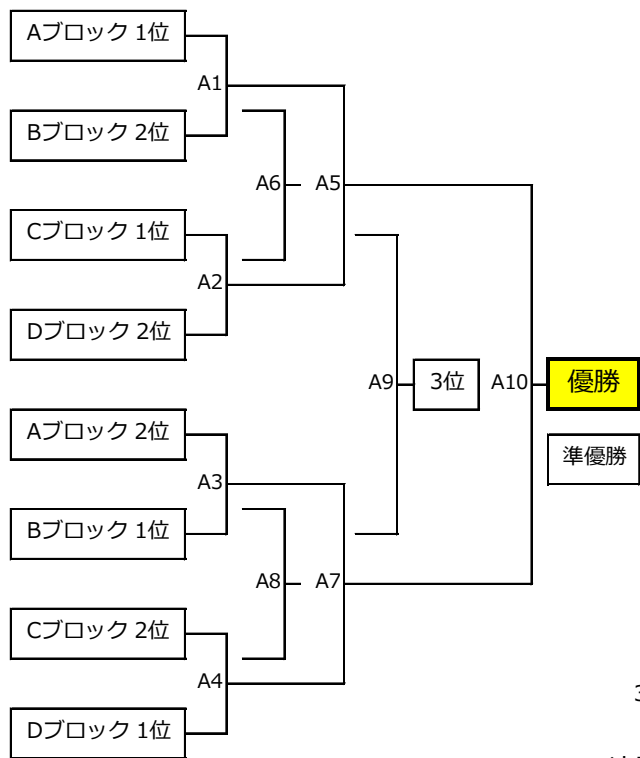 Aブロック 1位
A1
Bブロック 2位
A6
A5
Cブロック 1位
A2
Dブロック 2位
A9
3位
A10
優勝
Aブロック 2位
準優勝
A3
Bブロック 1位
A8
A7
Cブロック 2位
A4
3
Dブロック 1位